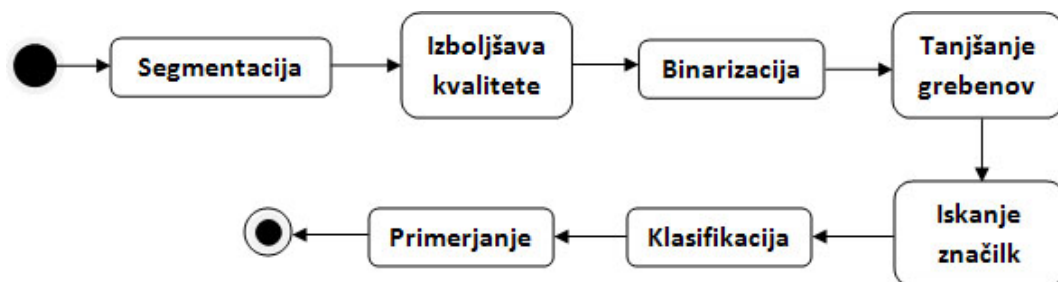 Segmentacija
Izboljšava
kvalitete
Binarizacija
Tanjšanje
grebenov
Iskanje
značilk
Klasifikacija
Primerjanje